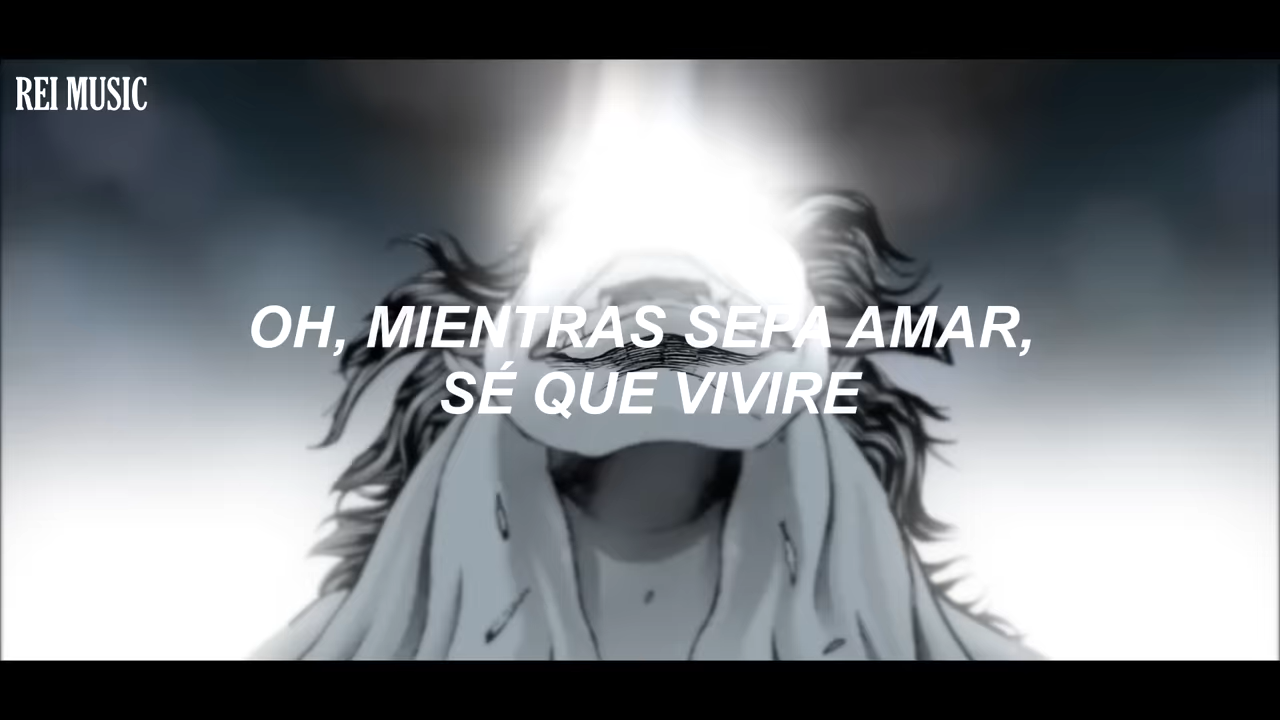 REI MUSIC
OH, MIENTRAS SEPA AMAR,
SÉ QUE VIVIRE